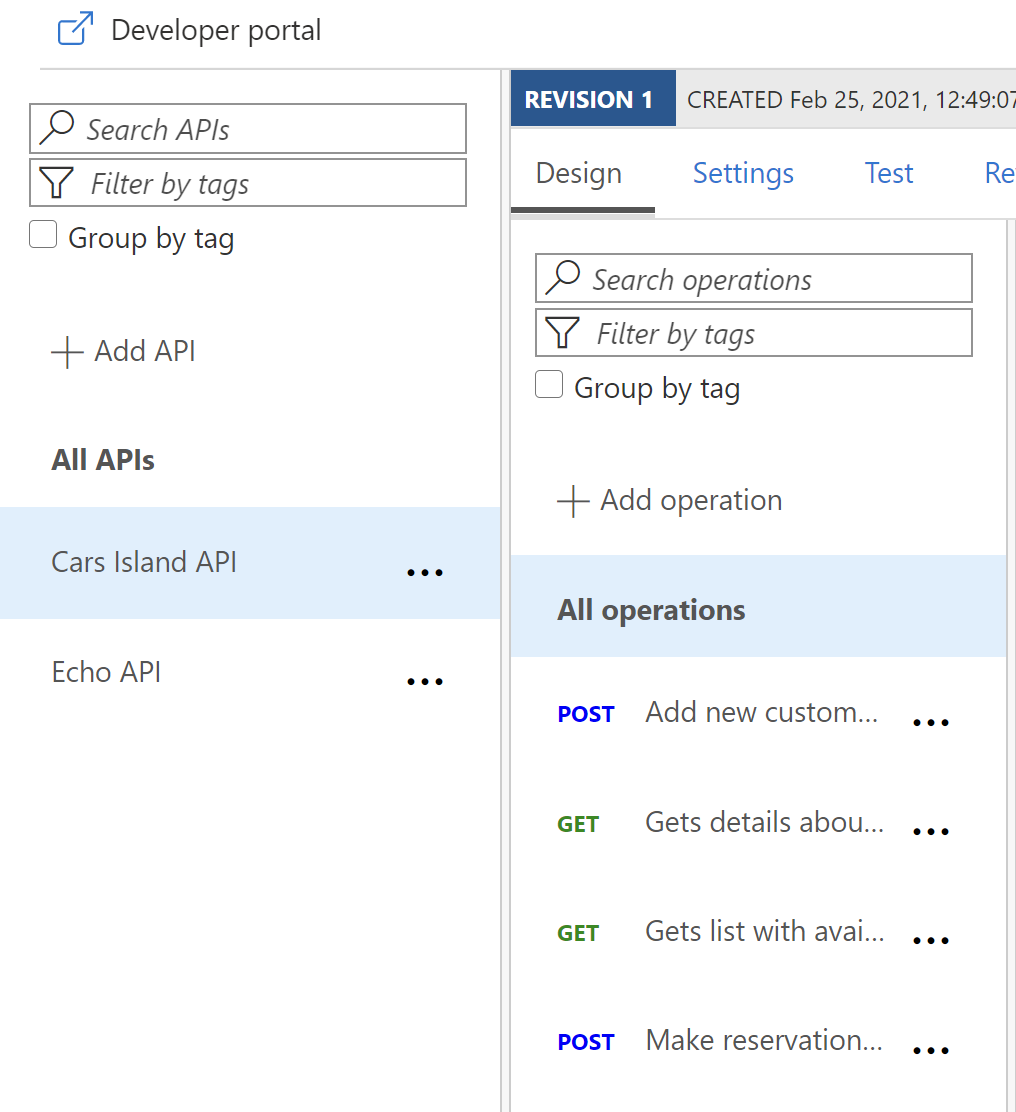 Developer portal
Search APIs
Filter by tags
Group by tag
+ Add API
All APIs
Cars Island API ...
Echo API ...
REVISION 1 CREATED Feb 25, 2021, 12:49:07
Design Settings Test Re
Search operations
Filter by tags
Group by tag
+ Add operation
All operations
POST Add new custom... ...
GET Gets details abou... ...
GET Gets list with avai... ...
POST Make reservation... ...